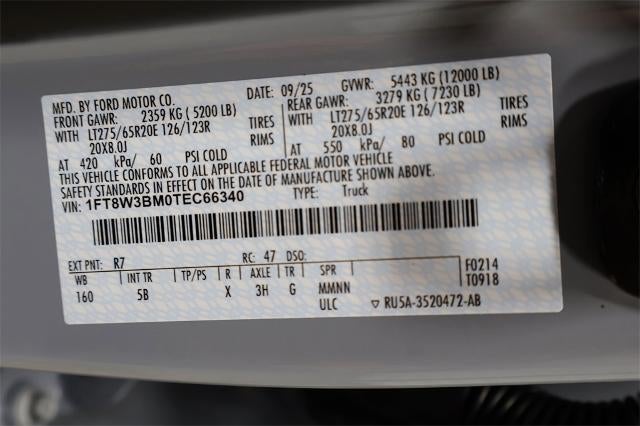 MFD. BY FORD MOTOR CO. DATE: 09/25 GVWR: 5443 KG (12000 LB)
FRONT GAWR: 2359 KG (5200 LB) REAR GAWR: 3279 KG (7230 LB)
WITH LT275/65R20E 126/123R TIRES WITH LT275/65R20E 126/123R TIRES
20X8.0J RIMS 20X8.0J RIMS
AT 420 kPa/ 60 PSI COLD AT 550 kPa/ 80 PSI COLD
THIS VEHICLE CONFORMS TO ALL APPLICABLE FEDERAL MOTOR VEHICLE
SAFETY STANDARDS IN EFFECT ON THE DATE OF MANUFACTURE SHOWN ABOVE.
VIN: 1FT8W3BM0TEC66340 TYPE: Truck
EXT PNT: R7 RC: 47 DSO: F0214
WB INT TR TP/PS R AXLE TR SPR T0918
160 5B X 3H G MMNN
ULC ▽ RU5A-3520472-AB